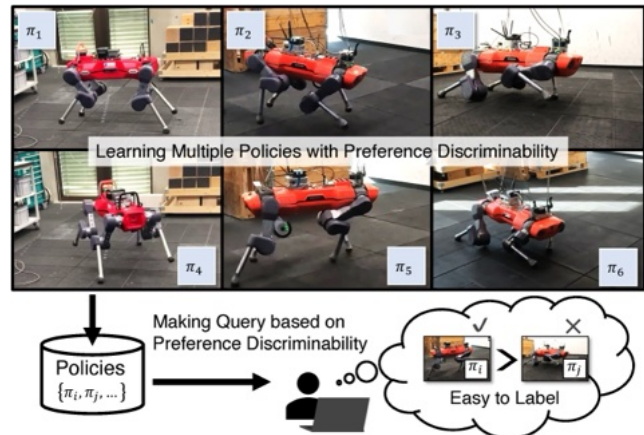 π₁
π₂
π₃
Learning Multiple Policies with Preference Discriminability
π₄
π₅
π₆
Making Query based on
Preference Discriminability
Policies
{πᵢ, πⱼ, ...}
✓ ×
πᵢ > πⱼ
Easy to Label